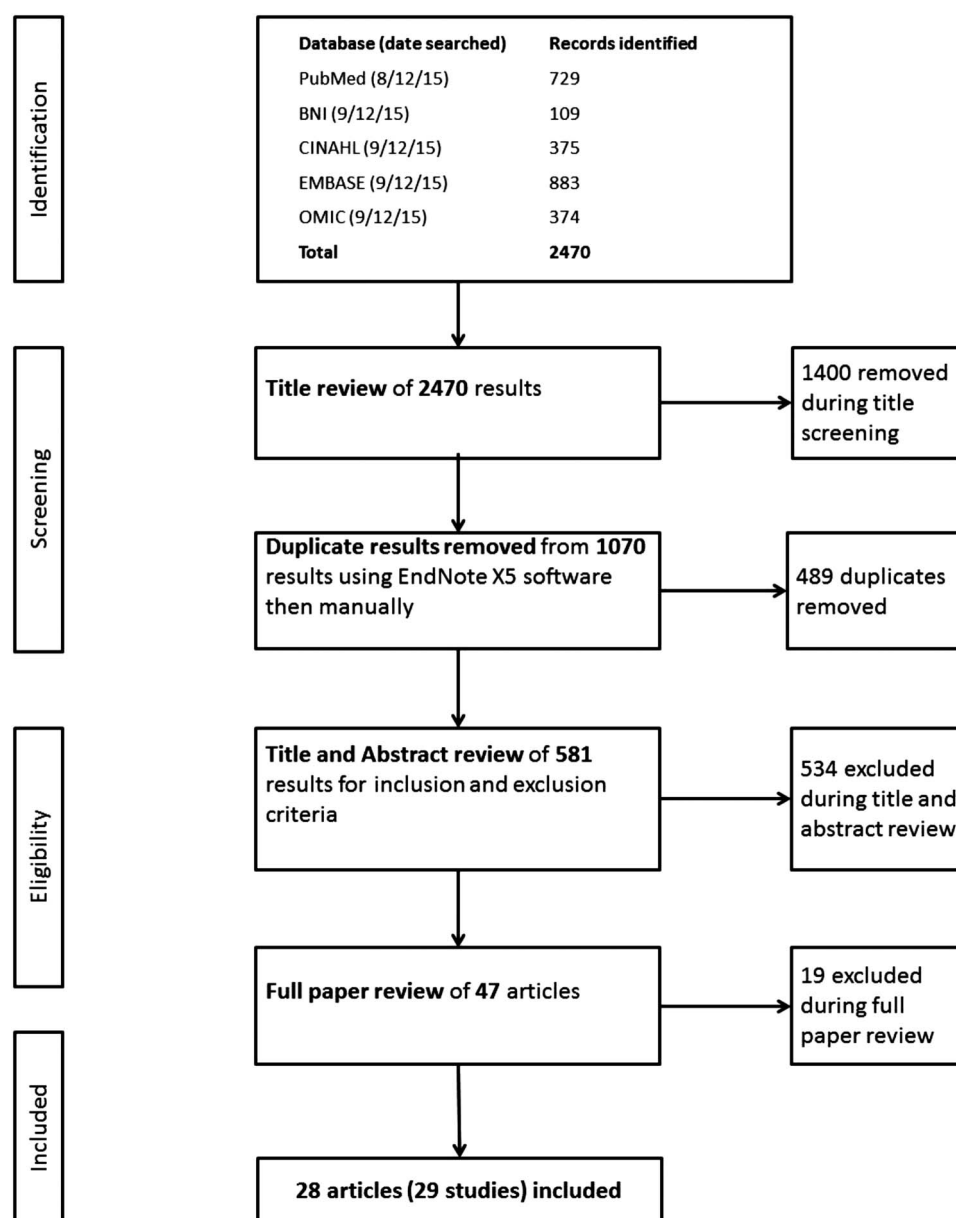 Identification
Database (date searched) Records identified
PubMed (8/12/15) 729
BNI (9/12/15) 109
CINAHL (9/12/15) 375
EMBASE (9/12/15) 883
OMIC (9/12/15) 374
Total 2470
Screening
Title review of 2470 results
1400 removed
during title
screening
Duplicate results removed from 1070
results using EndNote X5 software
then manually
489 duplicates
removed
Eligibility
Title and Abstract review of 581
results for inclusion and exclusion
criteria
534 excluded
during title and
abstract review
Full paper review of 47 articles
19 excluded
during full
paper review
Included
28 articles (29 studies) included